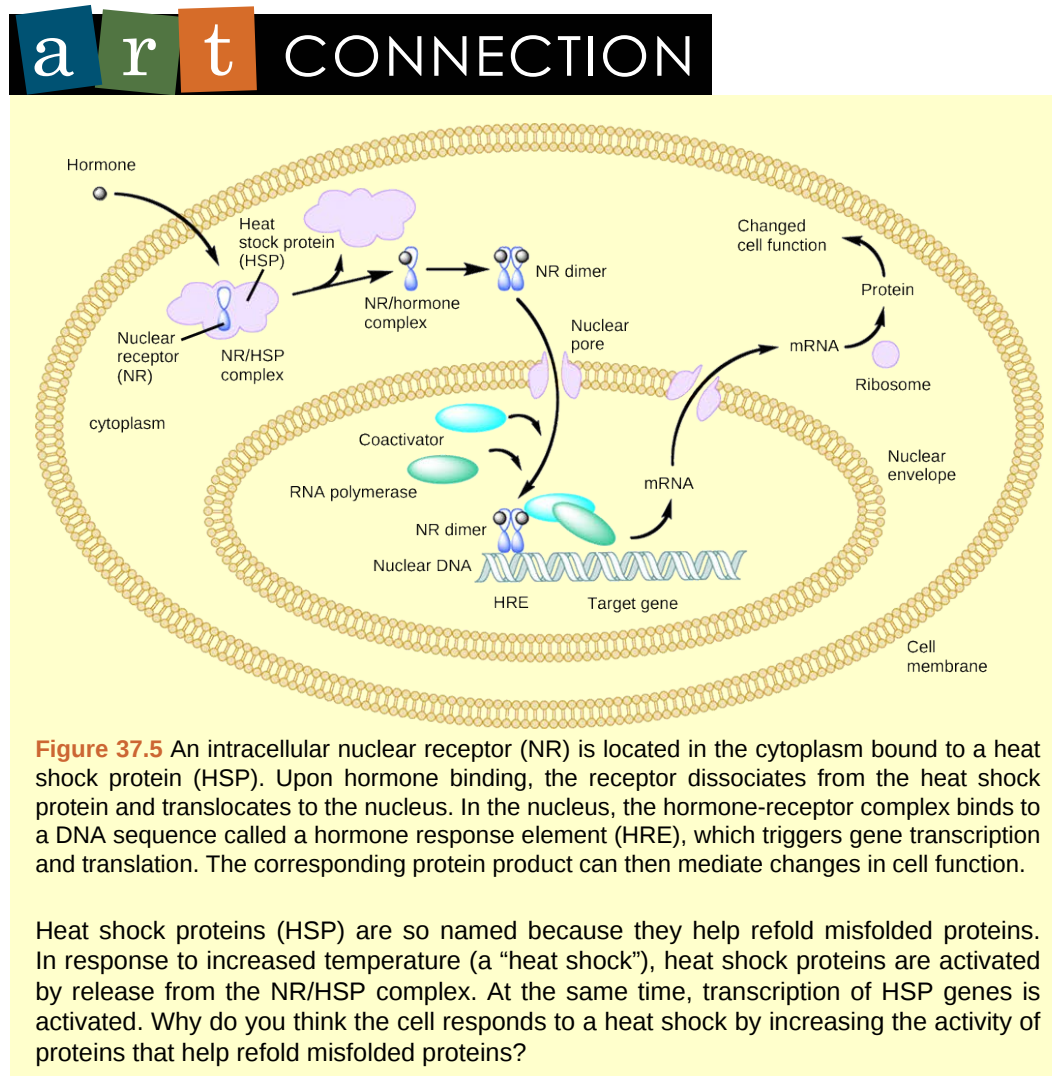 art CONNECTION
Hormone
Heat
stock protein
(HSP)
Changed
cell function
NR dimer
Protein
NR/hormone
complex
Nuclear
pore
Nuclear
receptor
(NR)
NR/HSP
complex
mRNA
Ribosome
cytoplasm
Coactivator
Nuclear
envelope
RNA polymerase
mRNA
NR dimer
Nuclear DNA
HRE
Target gene
Cell
membrane
Figure 37.5 An intracellular nuclear receptor (NR) is located in the cytoplasm bound to a heat
shock protein (HSP). Upon hormone binding, the receptor dissociates from the heat shock
protein and translocates to the nucleus. In the nucleus, the hormone-receptor complex binds to
a DNA sequence called a hormone response element (HRE), which triggers gene transcription
and translation. The corresponding protein product can then mediate changes in cell function.
Heat shock proteins (HSP) are so named because they help refold misfolded proteins.
In response to increased temperature (a “heat shock”), heat shock proteins are activated
by release from the NR/HSP complex. At the same time, transcription of HSP genes is
activated. Why do you think the cell responds to a heat shock by increasing the activity of
proteins that help refold misfolded proteins?